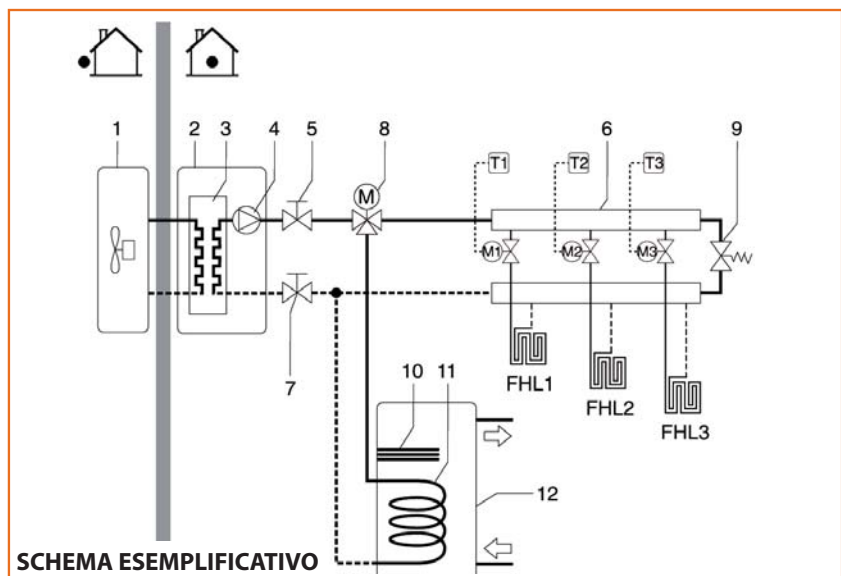 1 2 3 4 5 8 6 9
M
T1 T2 T3
M1 M2 M3
7
FHL1
FHL2
FHL3
10 11
12
SCHEMA ESEMPLIFICATIVO